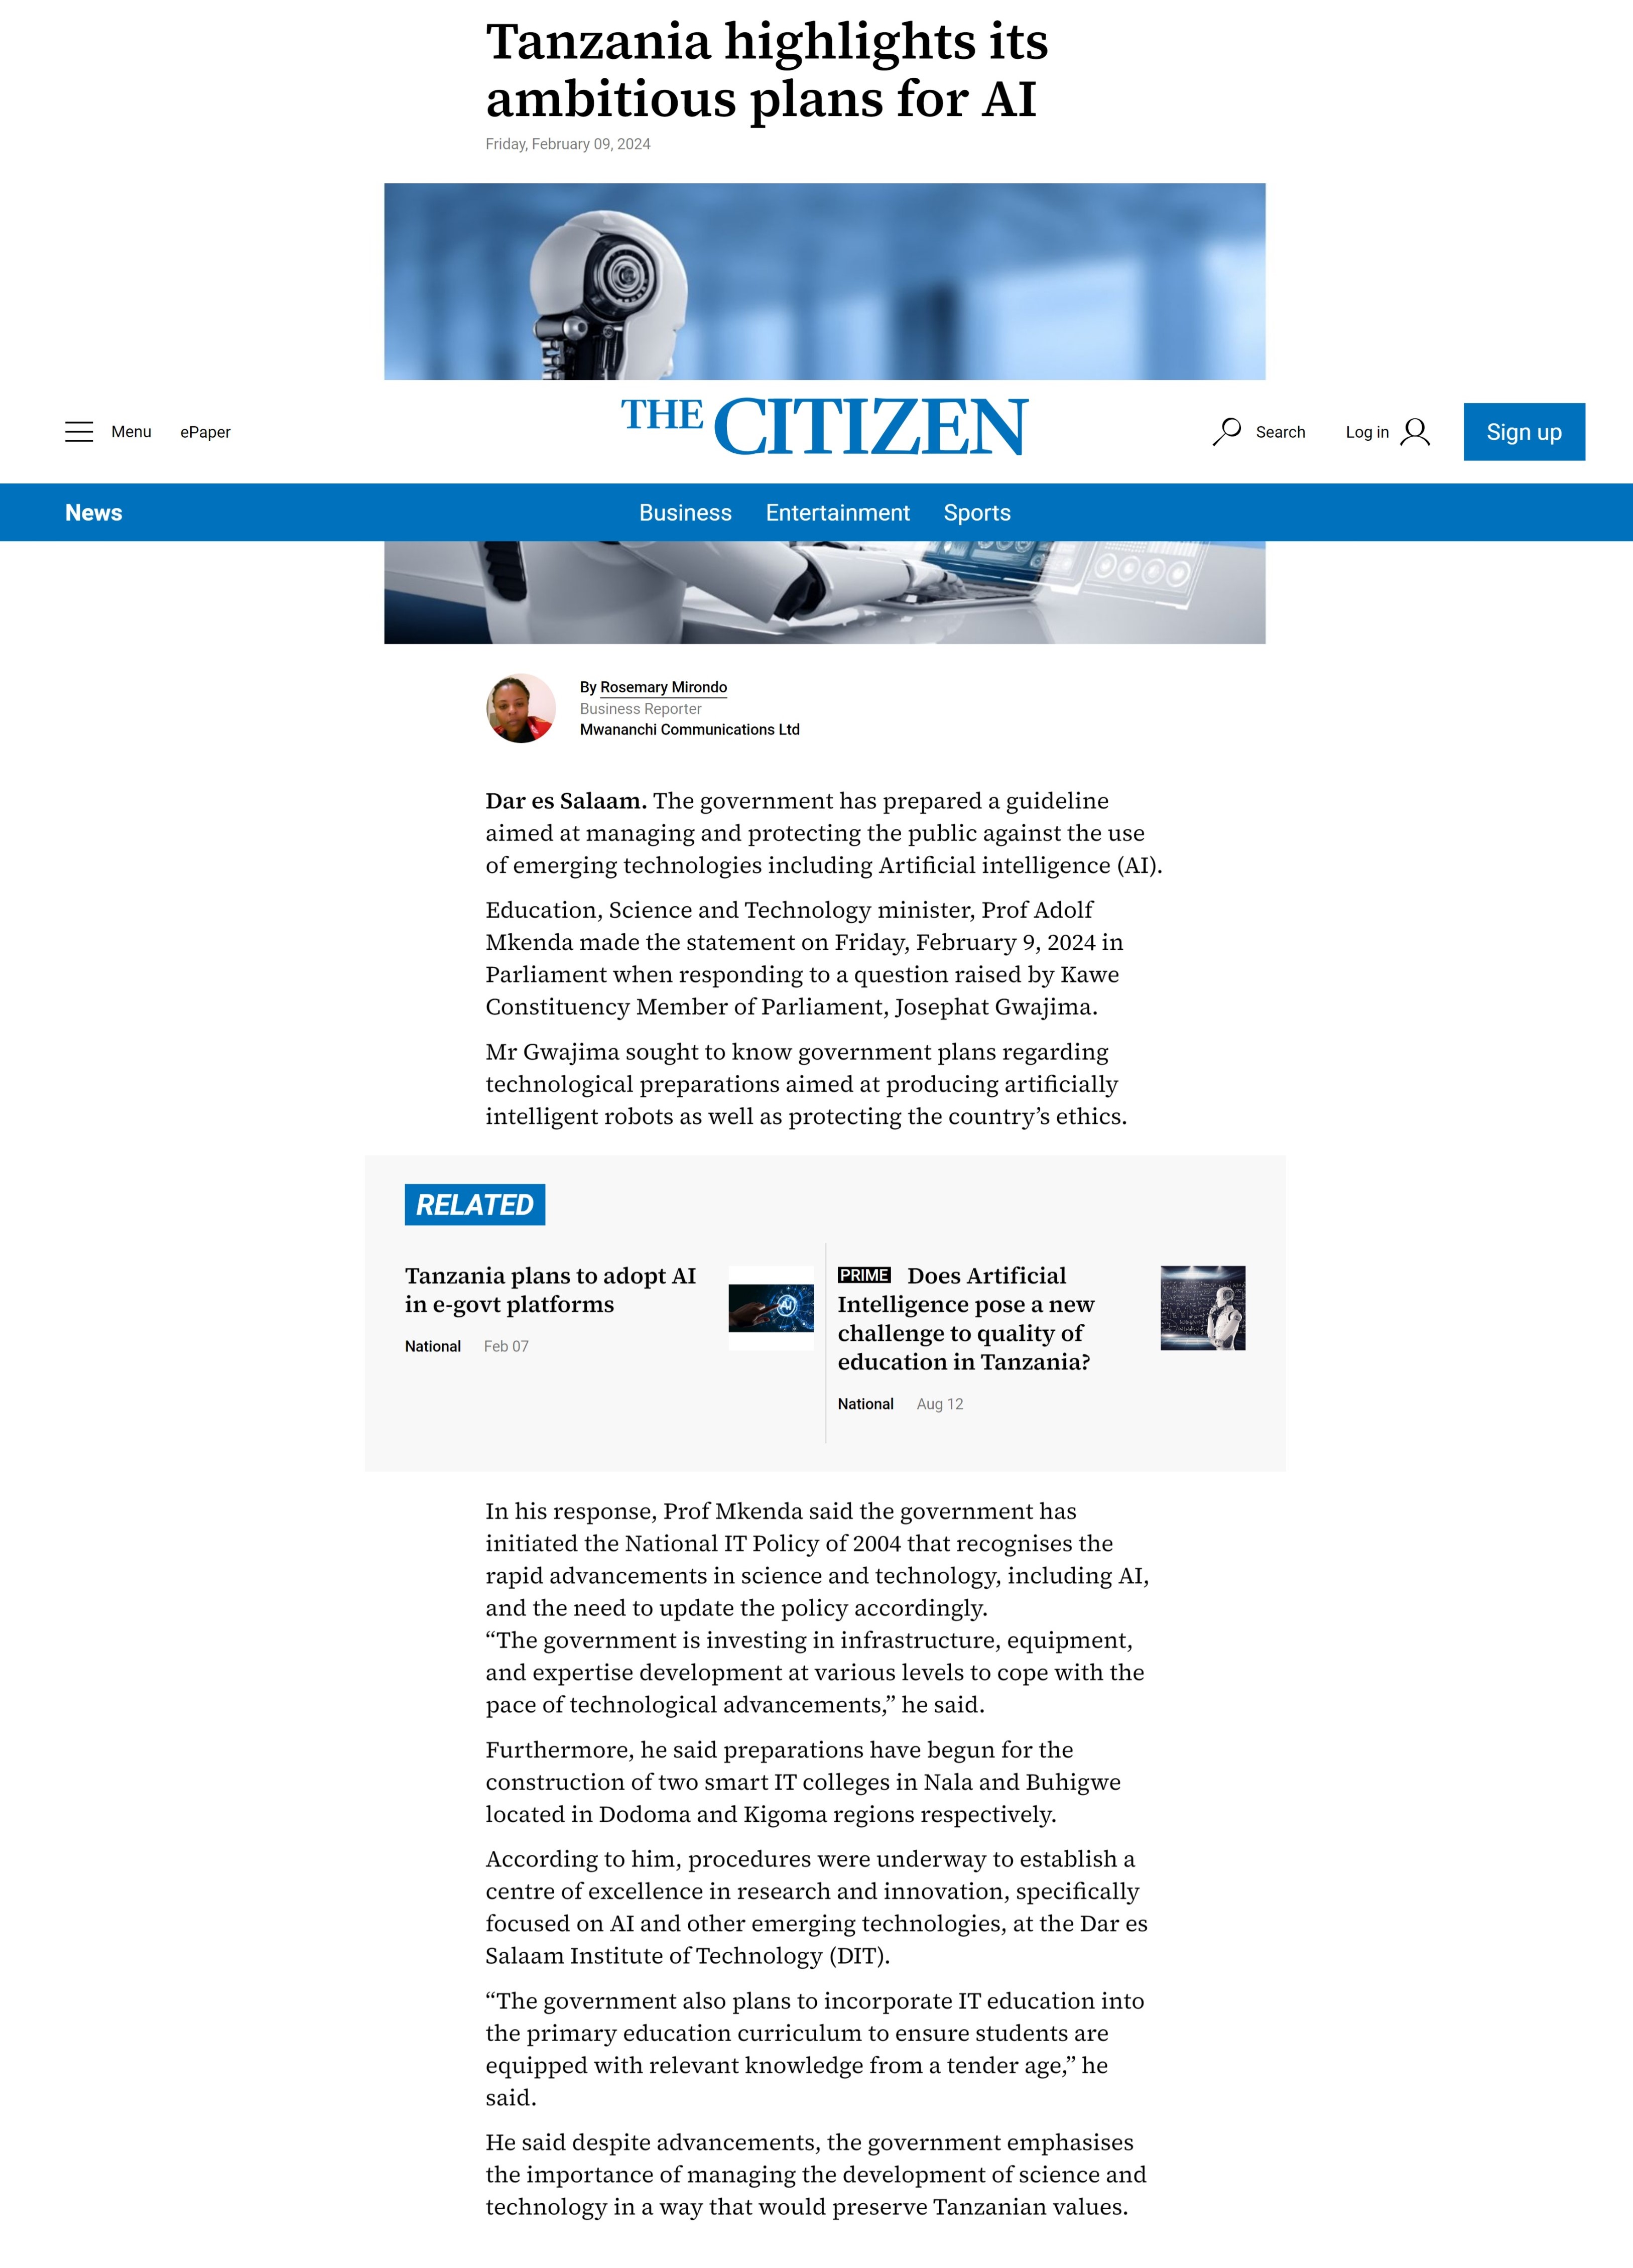 Tanzania highlights its
ambitious plans for AI
Friday, February 09, 2024
Menu
ePaper
THE CITIZEN
Search
Log in
Sign up
News
Business
Entertainment
Sports
By Rosemary Mirondo
Business Reporter
Mwananchi Communications Ltd
Dar es Salaam. The government has prepared a guideline
aimed at managing and protecting the public against the use
of emerging technologies including Artificial intelligence (AI).
Education, Science and Technology minister, Prof Adolf
Mkenda made the statement on Friday, February 9, 2024 in
Parliament when responding to a question raised by Kawe
Constituency Member of Parliament, Josephat Gwajima.
Mr Gwajima sought to know government plans regarding
technological preparations aimed at producing artificially
intelligent robots as well as protecting the country’s ethics.
RELATED
Tanzania plans to adopt AI
in e-govt platforms
National Feb 07
AI
PRIME Does Artificial
Intelligence pose a new
challenge to quality of
education in Tanzania?
National Aug 12
In his response, Prof Mkenda said the government has
initiated the National IT Policy of 2004 that recognises the
rapid advancements in science and technology, including AI,
and the need to update the policy accordingly.
“The government is investing in infrastructure, equipment,
and expertise development at various levels to cope with the
pace of technological advancements,” he said.
Furthermore, he said preparations have begun for the
construction of two smart IT colleges in Nala and Buhigwe
located in Dodoma and Kigoma regions respectively.
According to him, procedures were underway to establish a
centre of excellence in research and innovation, specifically
focused on AI and other emerging technologies, at the Dar es
Salaam Institute of Technology (DIT).
“The government also plans to incorporate IT education into
the primary education curriculum to ensure students are
equipped with relevant knowledge from a tender age,” he
said.
He said despite advancements, the government emphasises
the importance of managing the development of science and
technology in a way that would preserve Tanzanian values.